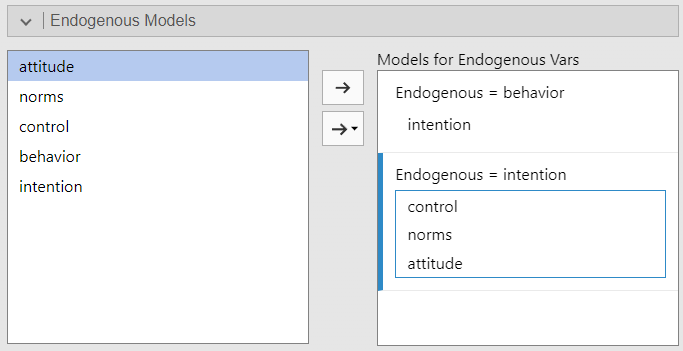 Endogenous Models
attitude
norms
control
behavior
intention
Models for Endogenous Vars
Endogenous = behavior
intention
Endogenous = intention
control
norms
attitude